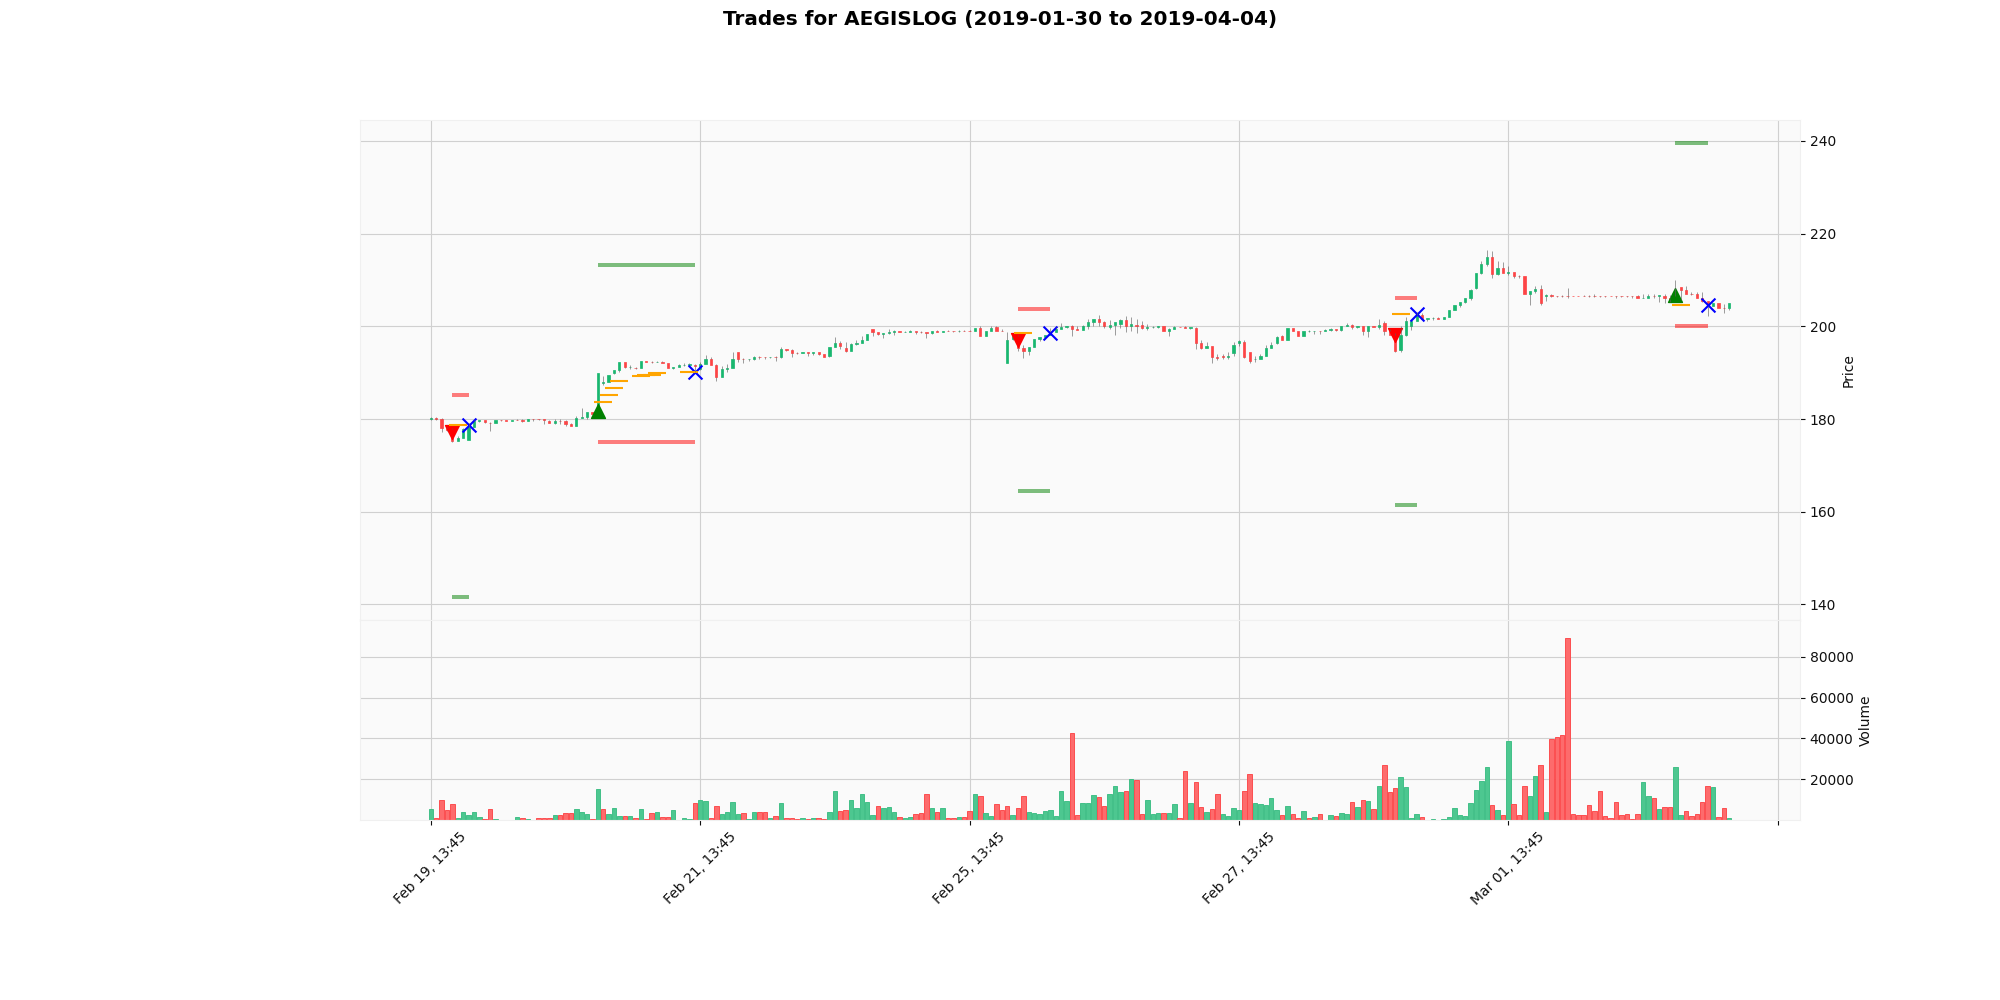 Trades for AEGISLOG (2019-01-30 to 2019-04-04)
240
220
200
180
160
140
Price
80000
60000
40000
20000
Volume
Feb 19, 13:45
Feb 21, 13:45
Feb 25, 13:45
Feb 27, 13:45
Mar 01, 13:45